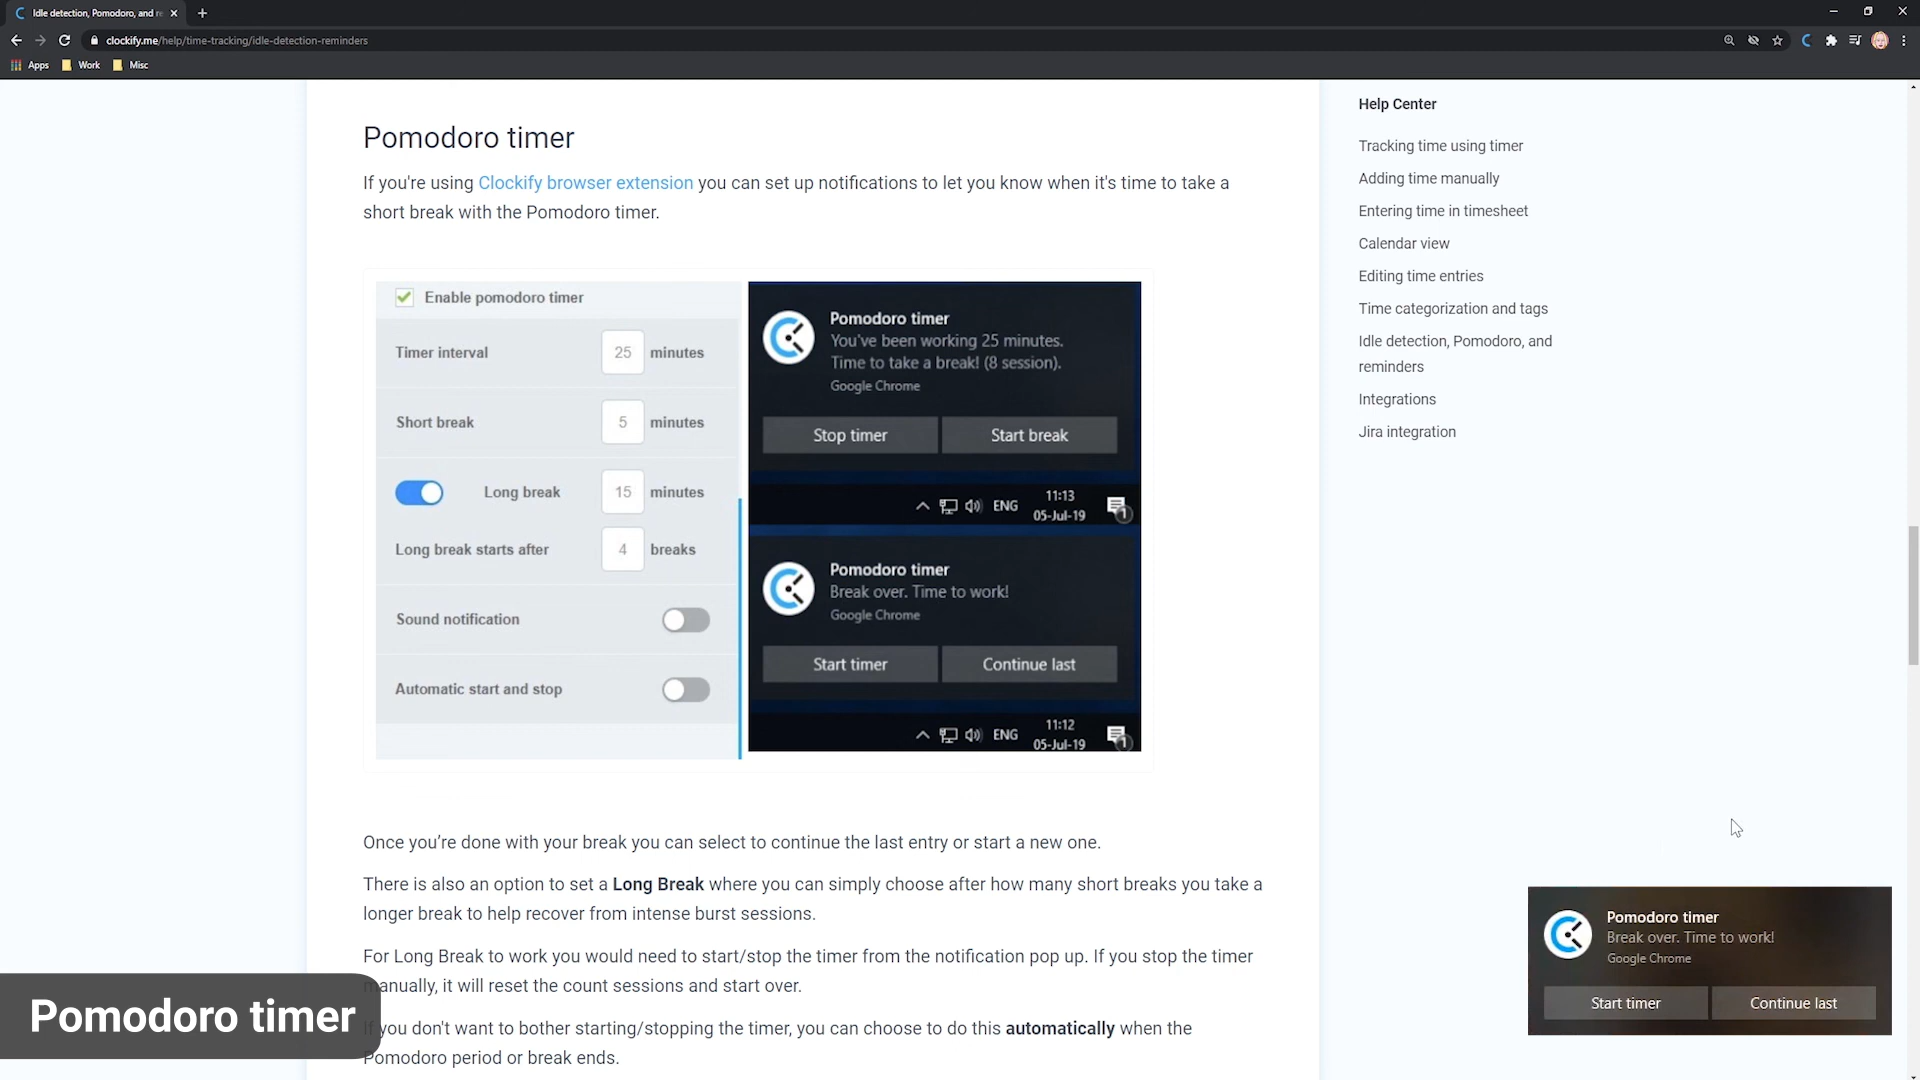 Idle detection, Pomodoro, and re
clockify.me/help/time-tracking/idle-detection-reminders
Apps
Work
Misc
Pomodoro timer
If you're using Clockify browser extension you can set up notifications to let you know when it's time to take a
short break with the Pomodoro timer.
Enable pomodoro timer
Timer interval 25 minutes
Short break 5 minutes
Long break 15 minutes
Long break starts after 4 breaks
Sound notification
Automatic start and stop
Pomodoro timer
You've been working 25 minutes.
Time to take a break! (8 session).
Google Chrome
Stop timer Start break
ENG 11:13
05-Jul-19
1
Pomodoro timer
Break over. Time to work!
Google Chrome
Start timer Continue last
ENG 11:12
05-Jul-19
1
Once you’re done with your break you can select to continue the last entry or start a new one.
There is also an option to set a Long Break where you can simply choose after how many short breaks you take a
longer break to help recover from intense burst sessions.
For Long Break to work you would need to start/stop the timer from the notification pop up. If you stop the timer
manually, it will reset the count sessions and start over.
If you don't want to bother starting/stopping the timer, you can choose to do this automatically when the
Pomodoro period or break ends.
Help Center
Tracking time using timer
Adding time manually
Entering time in timesheet
Calendar view
Editing time entries
Time categorization and tags
Idle detection, Pomodoro, and
reminders
Integrations
Jira integration
Pomodoro timer
Break over. Time to work!
Google Chrome
Start timer Continue last
Pomodoro timer